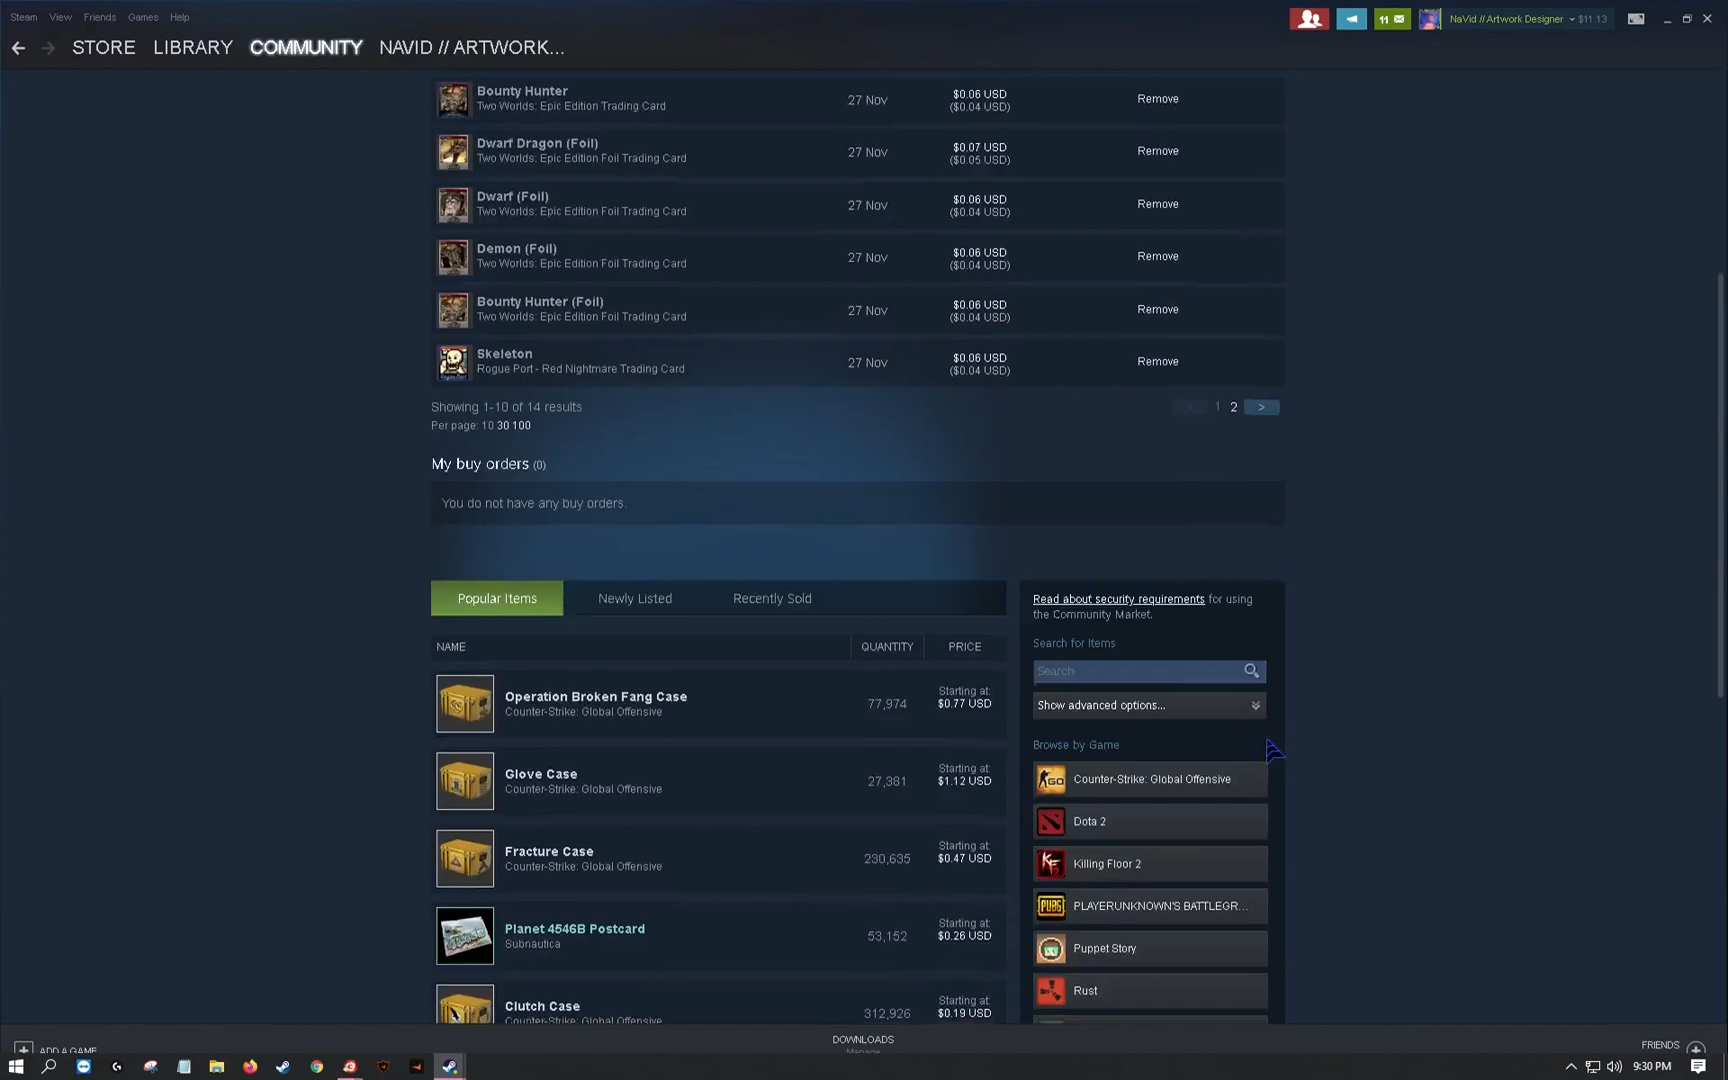 Steam View Friends Games Help
11 NaVid // Artwork Designer $11.13
STORE LIBRARY COMMUNITY NAVID // ARTWORK...
Bounty Hunter
Two Worlds: Epic Edition Trading Card
27 Nov
$0.06 USD
($0.04 USD)
Remove
Dwarf Dragon (Foil)
Two Worlds: Epic Edition Foil Trading Card
27 Nov
$0.07 USD
($0.05 USD)
Remove
Dwarf (Foil)
Two Worlds: Epic Edition Foil Trading Card
27 Nov
$0.06 USD
($0.04 USD)
Remove
Demon (Foil)
Two Worlds: Epic Edition Foil Trading Card
27 Nov
$0.06 USD
($0.04 USD)
Remove
Bounty Hunter (Foil)
Two Worlds: Epic Edition Foil Trading Card
27 Nov
$0.06 USD
($0.04 USD)
Remove
Skeleton
Rogue Port - Red Nightmare Trading Card
27 Nov
$0.06 USD
($0.04 USD)
Remove
Showing 1-10 of 14 results
< 1 2 >
Per page: 10 30 100
My buy orders (0)
You do not have any buy orders.
Popular Items Newly Listed Recently Sold
NAME QUANTITY PRICE
Operation Broken Fang Case
Counter-Strike: Global Offensive
77,974
Starting at:
$0.77 USD
Glove Case
Counter-Strike: Global Offensive
27,381
Starting at:
$1.12 USD
Fracture Case
Counter-Strike: Global Offensive
230,635
Starting at:
$0.47 USD
Planet 4546B Postcard
Subnautica
53,152
Starting at:
$0.26 USD
Clutch Case
Counter-Strike: Global Offensive
312,926
Starting at:
$0.19 USD
Read about security requirements for using
the Community Market.
Search for Items
Search
Show advanced options...
Browse by Game
Counter-Strike: Global Offensive
Dota 2
Killing Floor 2
PLAYERUNKNOWN'S BATTLEGR...
Puppet Story
Rust
ADD A GAME
DOWNLOADS
Manage
FRIENDS
9:30 PM